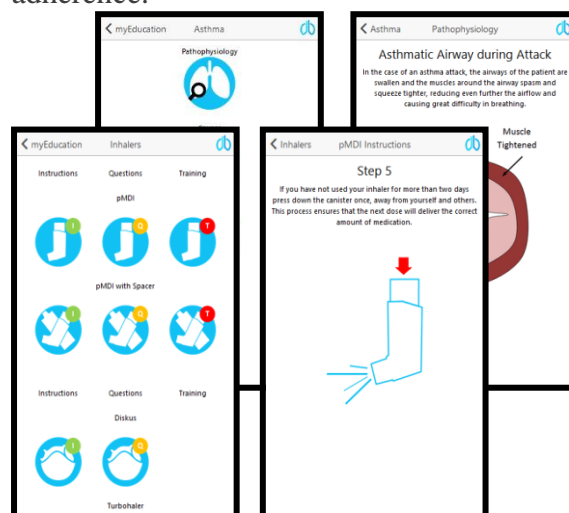 adherence.
myEducation Asthma
Pathophysiology
Asthma Pathophysiology
Asthmatic Airway during Attack
In the case of an asthma attack, the airways of the patient are
swallen and the muscles around the airway spasm and
squeeze tighter, reducing even further the airflow and
causing great difficulty in breathing.
Muscle
Tightened
myEducation Inhalers
Instructions Questions Training
pMDI
I Q T
pMDI with Spacer
I Q T
Instructions Questions Training
Diskus
I Q
Turbohaler
Inhalers pMDI Instructions
Step 5
If you have not used your inhaler for more than two days
press down the canister once, away from yourself and others.
This process ensures that the next dose will deliver the correct
amount of medication.